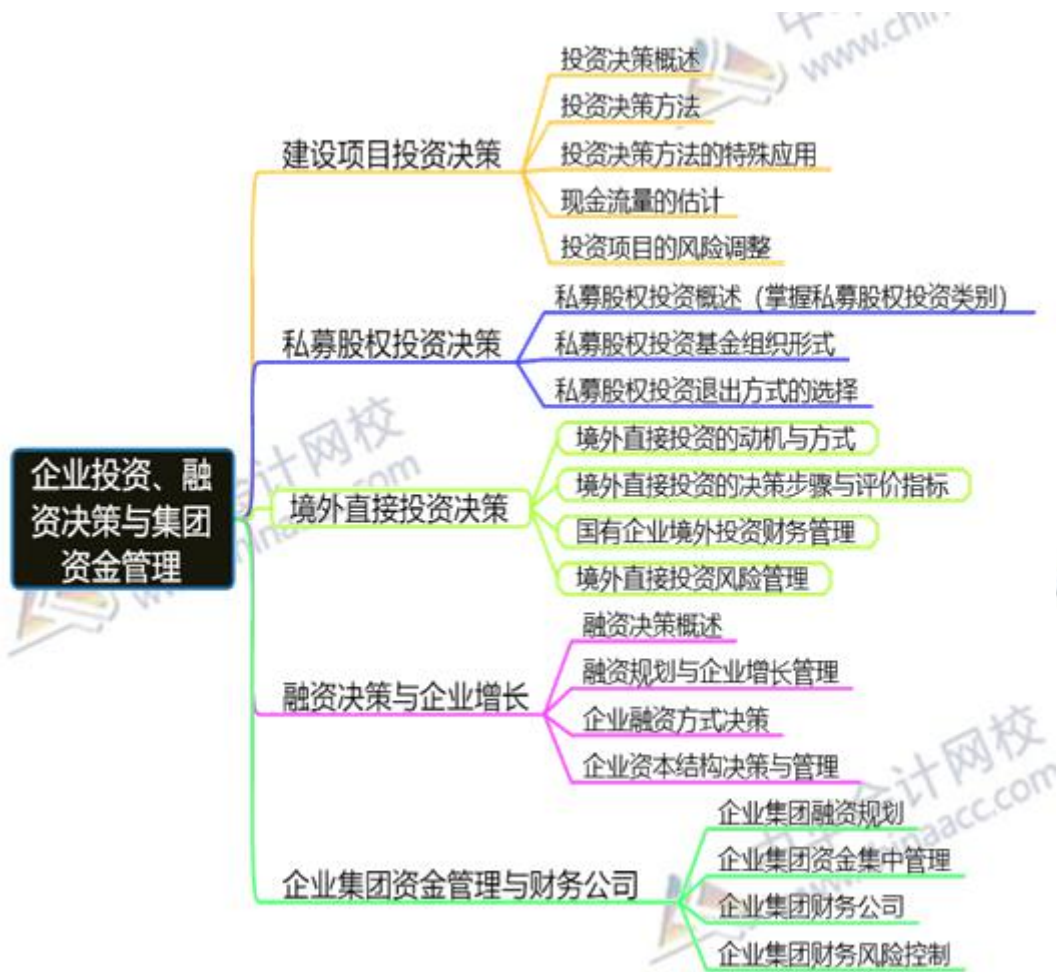 投资决策概述
投资决策方法
建设项目投资决策
投资决策方法的特殊应用
现金流量的估计
投资项目的风险调整
私募股权投资概述（掌握私募股权投资类别）
私募股权投资决策
私募股权投资基金组织形式
私募股权投资退出方式的选择
企业投资、融
资决策与集团
资金管理
境外直接投资的动机与方式
境外直接投资的决策步骤与评价指标
境外直接投资决策
国有企业境外投资财务管理
境外直接投资风险管理
融资决策概述
融资规划与企业增长管理
融资决策与企业增长
企业融资方式决策
企业资本结构决策与管理
企业集团融资规划
企业集团资金集中管理
企业集团资金管理与财务公司
企业集团财务公司
企业集团财务风险控制